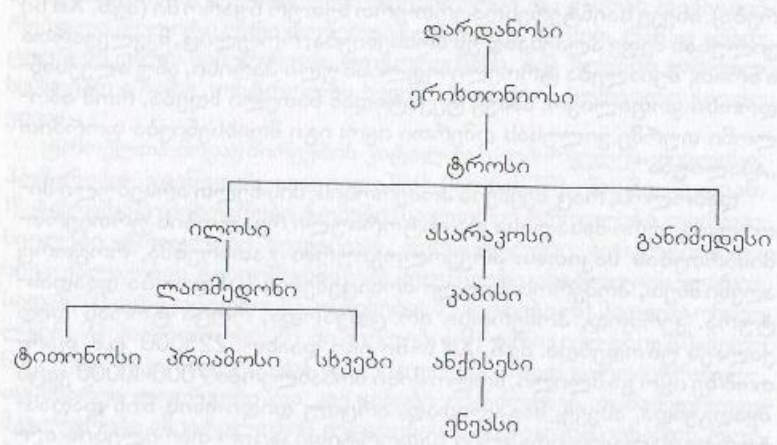 დარდანოსი
ერიხთონიოსი
ტროსი
ილოსი ასარაკოსი განიმედესი
ლაომედონი კაპისი
ტითონოსი პრიამოსი სხვები ანქისესი
ენეასი